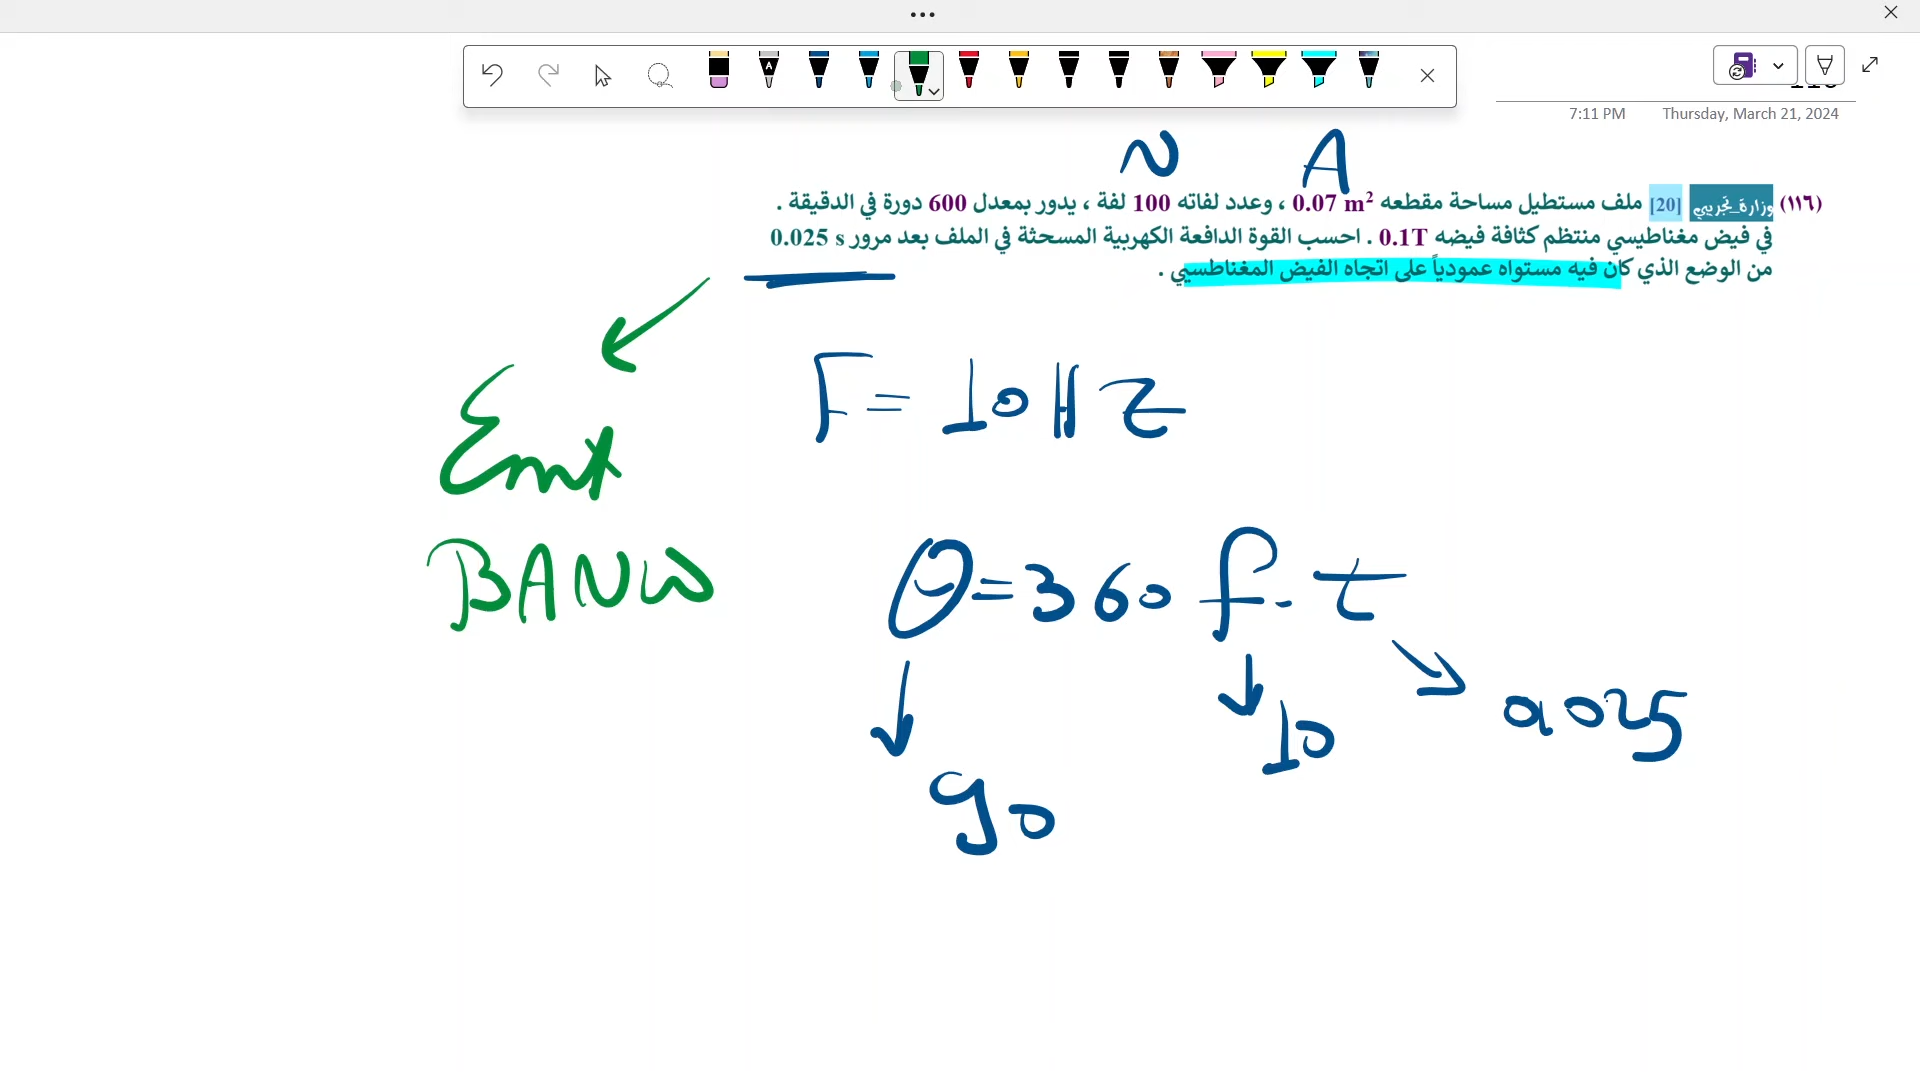 7:11 PM Thursday, March 21, 2024
N A
(١١٦) وزارة_تجريبي [20] ملف مستطيل مساحة مقطعه 0.07 m² ، وعدد لفاته 100 لفة ، يدور بمعدل 600 دورة في الدقيقة .
في فيض مغناطيسي منتظم كثافة فيضه 0.1T . احسب القوة الدافعة الكهربية المسحثة في الملف بعد مرور 0.025 s
من الوضع الذي كان فيه مستواه عمودياً على اتجاه الفيض المغناطسيي .
F = 10 HZ
Emf
BANW
θ = 360 f . t
10
0.025
90